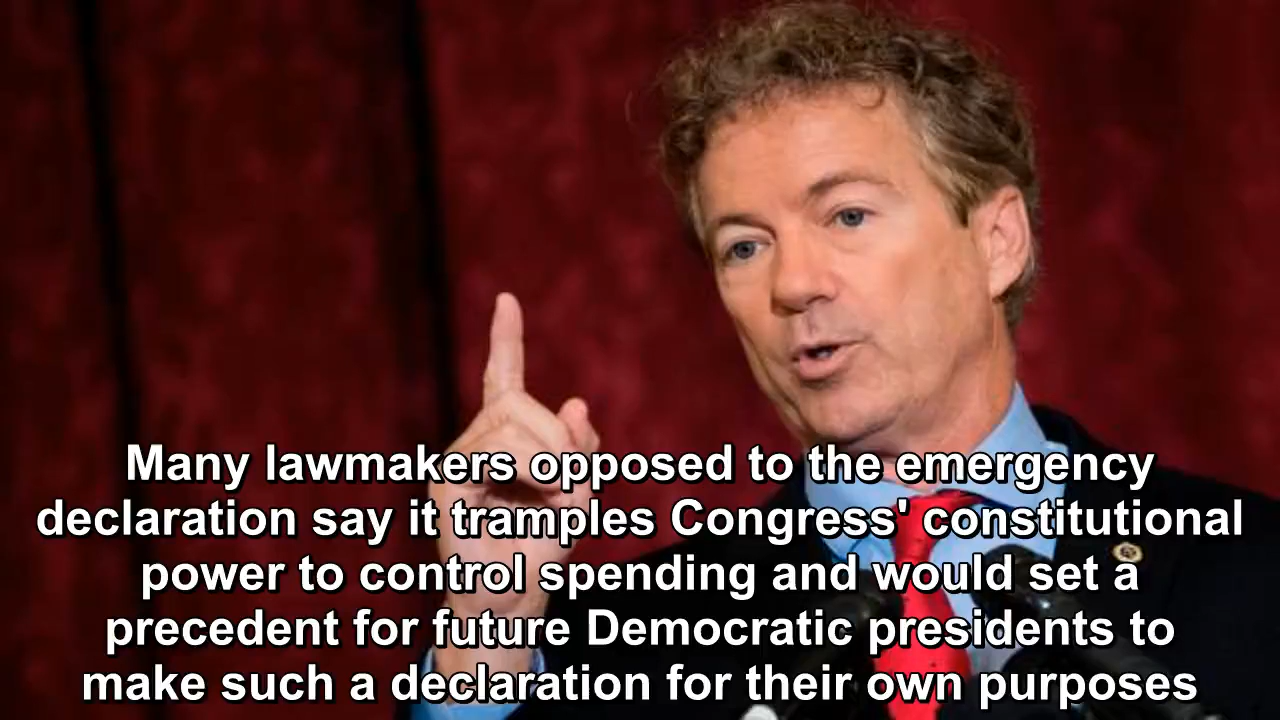 Many lawmakers opposed to the emergency
declaration say it tramples Congress' constitutional
power to control spending and would set a
precedent for future Democratic presidents to
make such a declaration for their own purposes